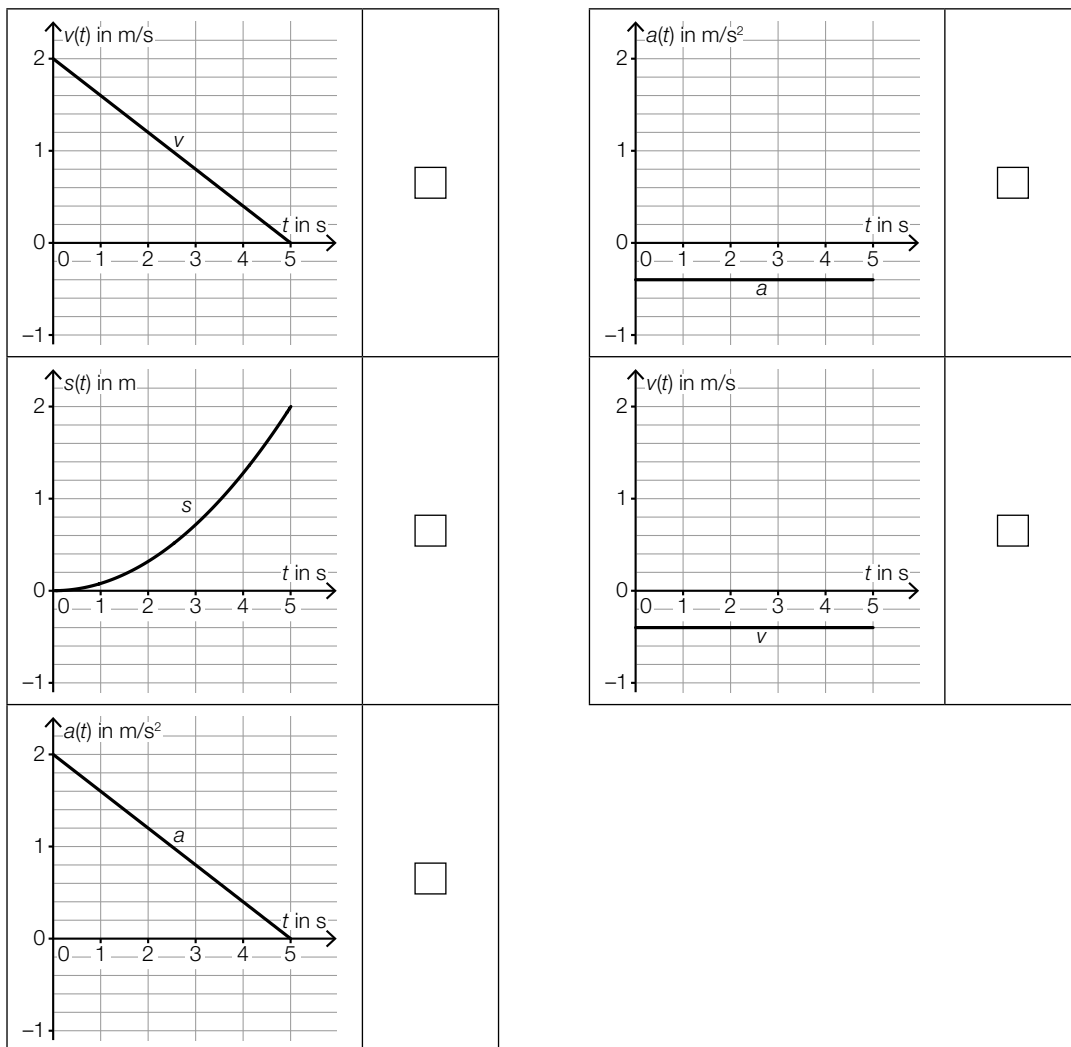 v(t) in m/s
2
1
0
–1
v
t in s
0 1 2 3 4 5
a(t) in m/s²
2
1
0
–1
a
t in s
0 1 2 3 4 5
s(t) in m
2
1
0
–1
s
t in s
0 1 2 3 4 5
v(t) in m/s
2
1
0
–1
v
t in s
0 1 2 3 4 5
a(t) in m/s²
2
1
0
–1
a
t in s
0 1 2 3 4 5